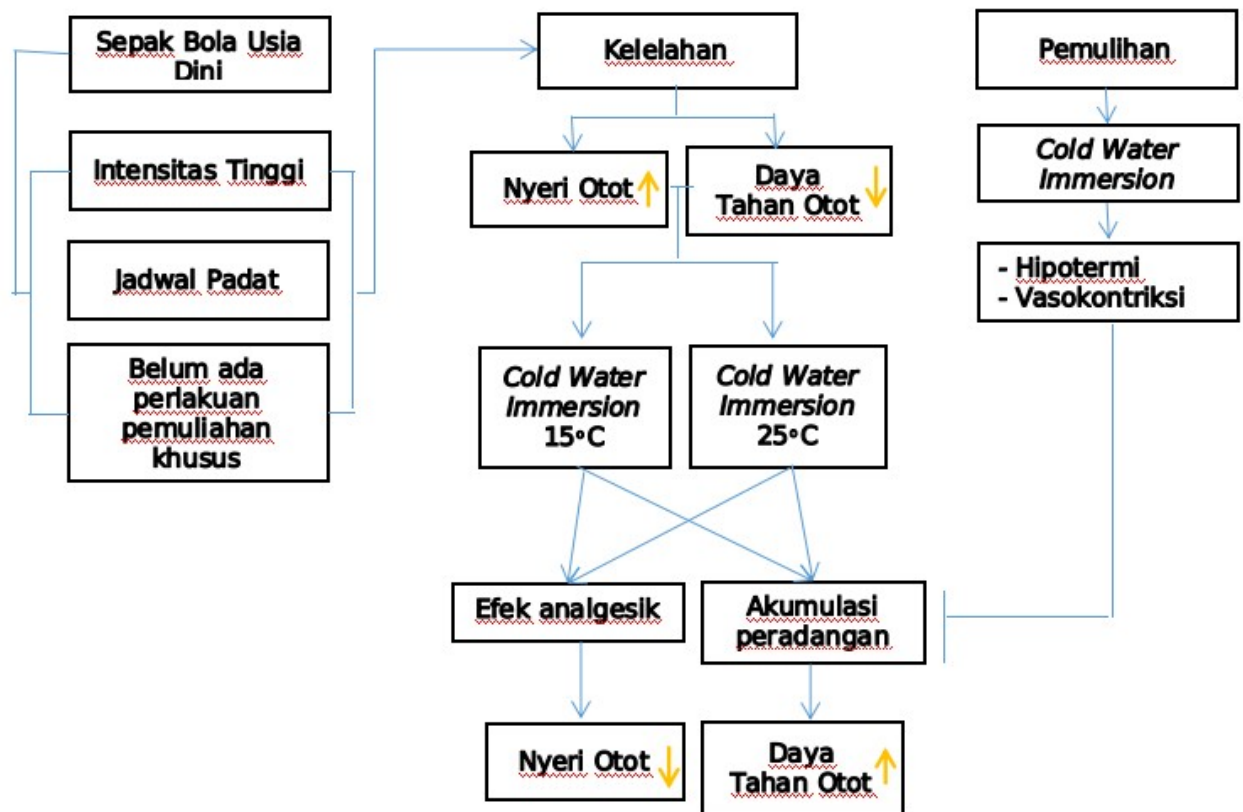 Sepak Bola Usia
Dini
Intensitas Tinggi
Jadwal Padat
Belum ada
perlakuan
pemuliahan
khusus
Kelelahan
Nyeri Otot
Daya
Tahan Otot
Cold Water
Immersion
15°C
Cold Water
Immersion
25°C
Efek analgesik
Akumulasi
peradangan
Nyeri Otot
Daya
Tahan Otot
Pemulihan
Cold Water
Immersion
- Hipotermi
- Vasokontriksi